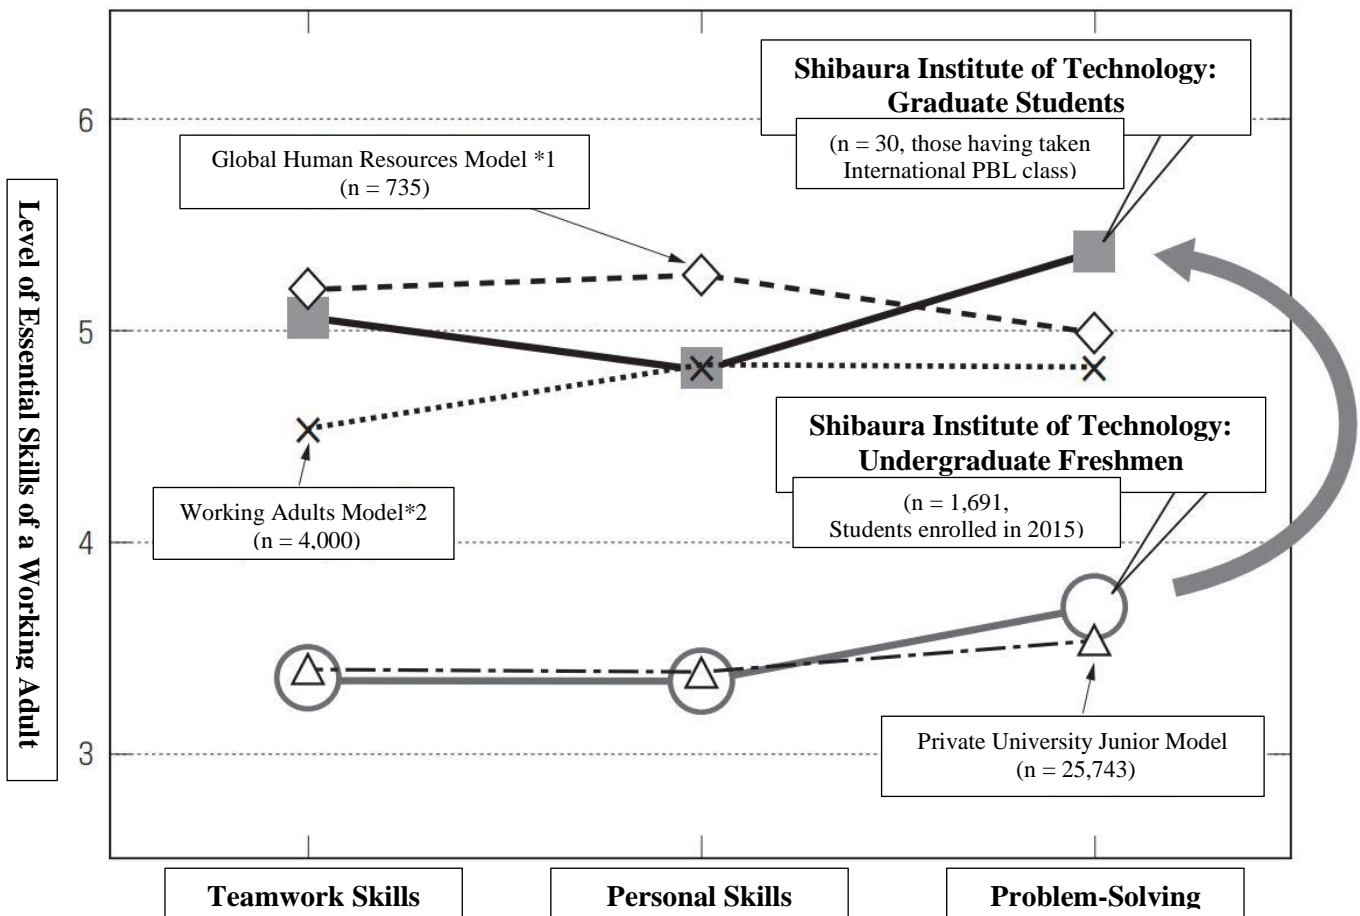 Shibaura Institute of Technology:
Graduate Students
(n = 30, those having taken
International PBL class)
6
Global Human Resources Model *1
(n = 735)
Level of Essential Skills of a Working Adult
5
Shibaura Institute of Technology:
Undergraduate Freshmen
(n = 1,691,
Students enrolled in 2015)
Working Adults Model*2
(n = 4,000)
4
Private University Junior Model
(n = 25,743)
3
Teamwork Skills
Personal Skills
Problem-Solving